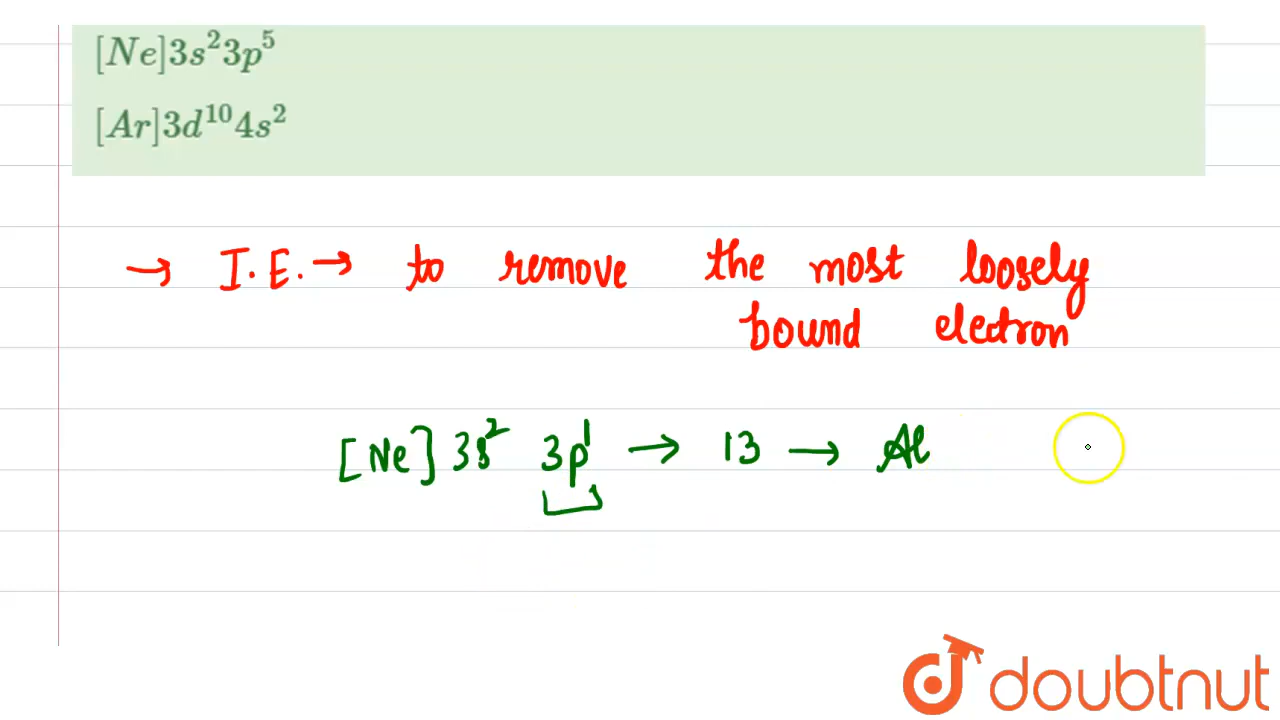 [Ne]3s²3p⁵
[Ar]3d¹⁰4s²
→ I.E. → to remove the most loosely
bound electron
[Ne] 3s² 3p¹ → 13 → Al
doubtnut